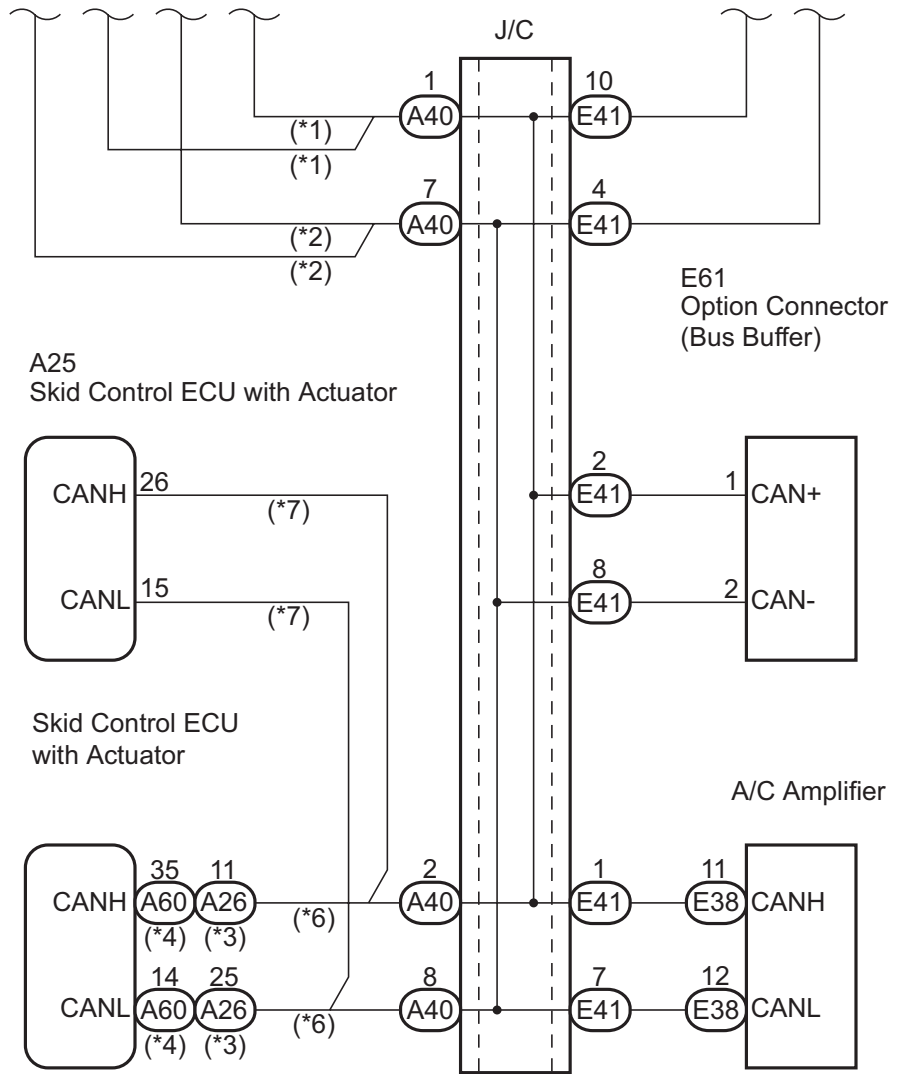 J/C
1
10
A40
E41
(*1)
(*1)
7
4
A40
E41
(*2)
(*2)
E61
Option Connector
(Bus Buffer)
A25
Skid Control ECU with Actuator
CANH
26
(*7)
2
E41
1
CAN+
CANL
15
(*7)
8
E41
2
CAN-
Skid Control ECU
with Actuator
A/C Amplifier
CANH
35
A60
(*4)
11
A26
(*3)
(*6)
2
A40
1
E41
11
E38
CANH
CANL
14
A60
(*4)
25
A26
(*3)
(*6)
8
A40
7
E41
12
E38
CANL